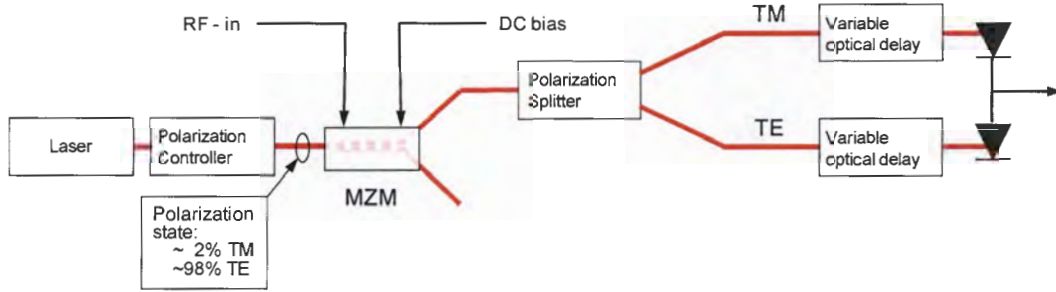 RF - in
DC bias
TM
Variable
optical delay
Polarization
Splitter
Laser
Polarization
Controller
TE
Variable
optical delay
MZM
Polarization
state:
~ 2% TM
~98% TE